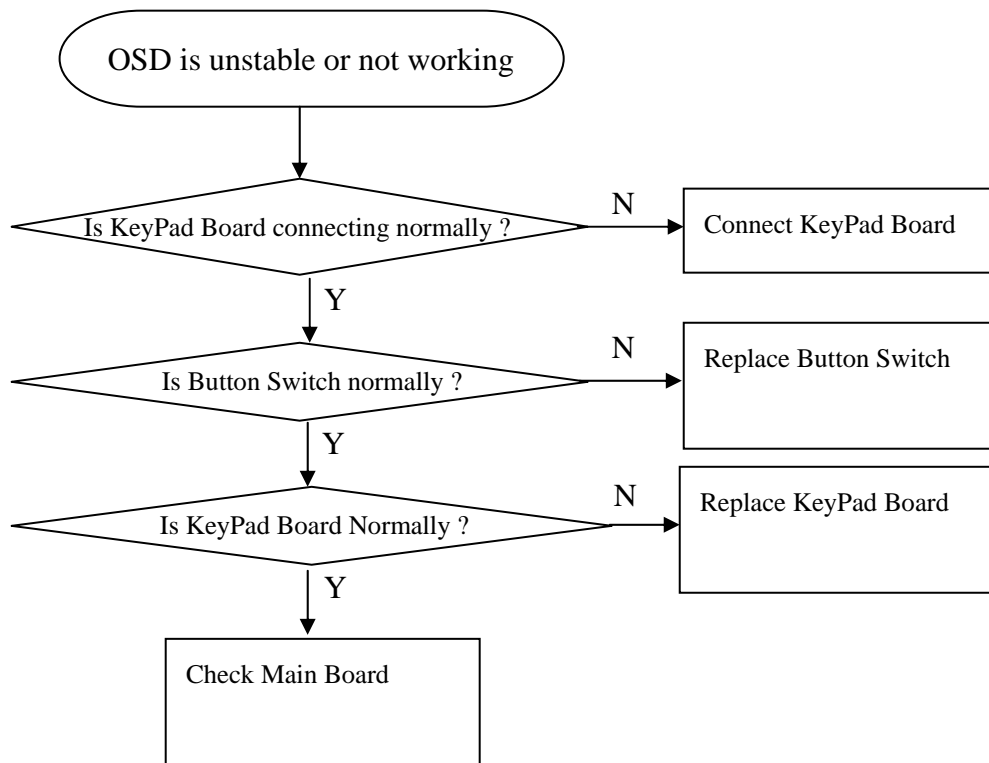 OSD is unstable or not working
Is KeyPad Board connecting normally ?
N
Connect KeyPad Board
Y
Is Button Switch normally ?
N
Replace Button Switch
Y
Is KeyPad Board Normally ?
N
Replace KeyPad Board
Y
Check Main Board